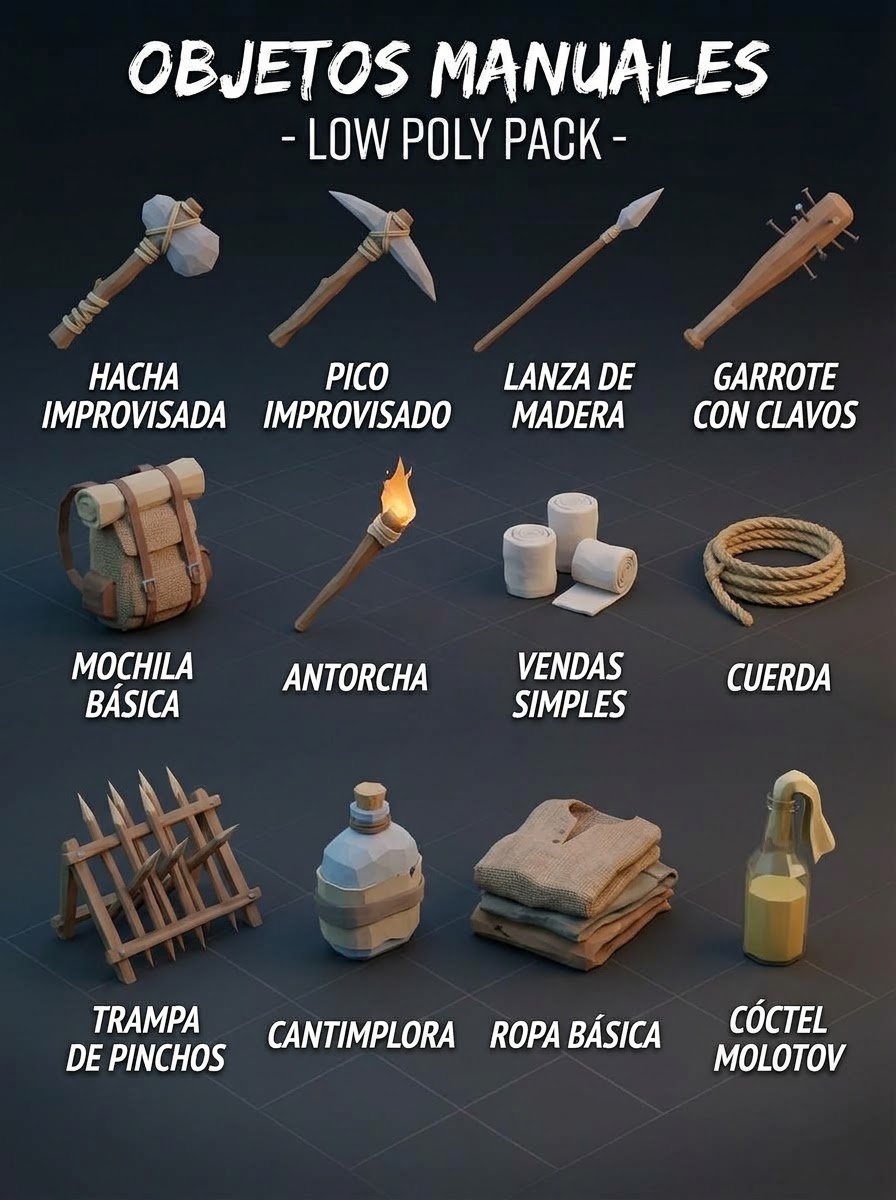 OBJETOS MANUALES
- LOW POLY PACK -
HACHA
IMPROVISADA
PICO
IMPROVISADO
LANZA DE
MADERA
GARROTE
CON CLAVOS
MOCHILA
BÁSICA
ANTORCHA
VENDAS
SIMPLES
CUERDA
TRAMPA
DE PINCHOS
CANTIMPLORA
ROPA BÁSICA
CÓCTEL
MOLOTOV